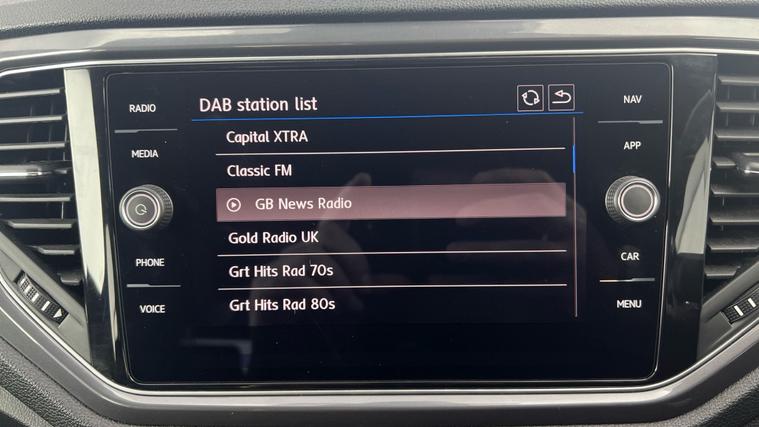 RADIO
MEDIA
PHONE
VOICE
DAB station list
Capital XTRA
Classic FM
GB News Radio
Gold Radio UK
Grt Hits Rad 70s
Grt Hits Rad 80s
NAV
APP
CAR
MENU